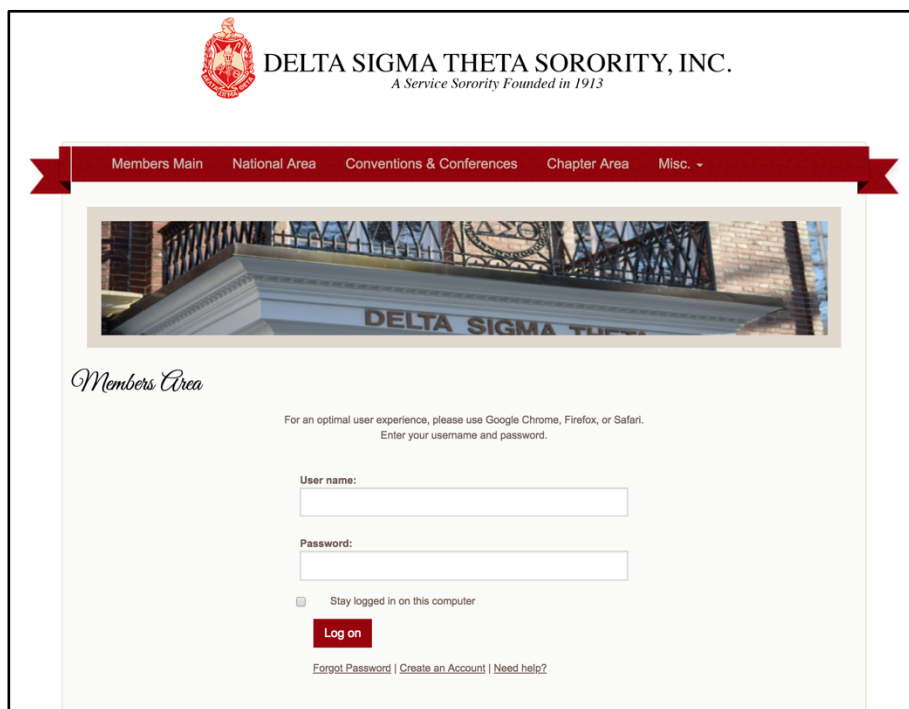 DELTA SIGMA THETA SORORITY, INC.
A Service Sorority Founded in 1913
Members Main National Area Conventions & Conferences Chapter Area Misc.
ΔΣΘ
DELTA SIGMA THETA
Members Area
For an optimal user experience, please use Google Chrome, Firefox, or Safari.
Enter your username and password.
User name:
Password:
Stay logged in on this computer
Log on
Forgot Password | Create an Account | Need help?